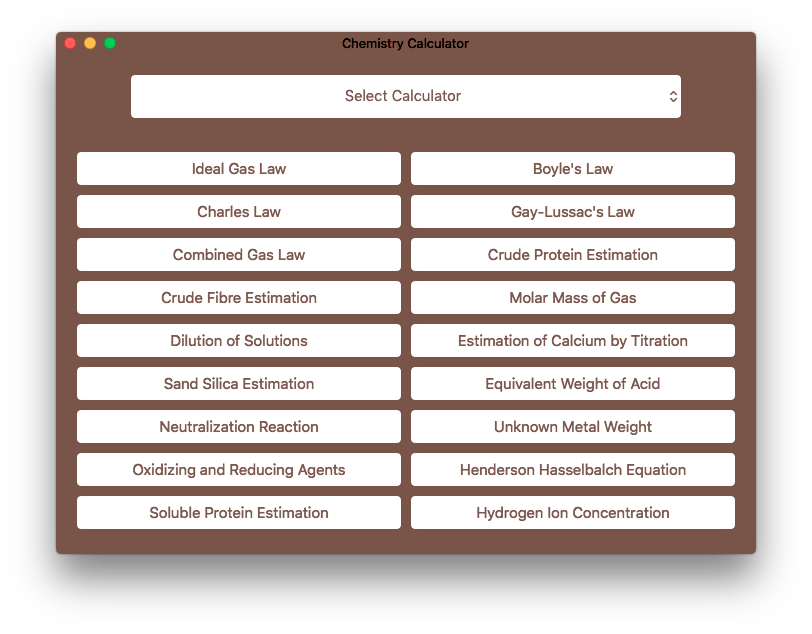 Chemistry Calculator
Select Calculator
Ideal Gas Law
Boyle's Law
Charles Law
Gay-Lussac's Law
Combined Gas Law
Crude Protein Estimation
Crude Fibre Estimation
Molar Mass of Gas
Dilution of Solutions
Estimation of Calcium by Titration
Sand Silica Estimation
Equivalent Weight of Acid
Neutralization Reaction
Unknown Metal Weight
Oxidizing and Reducing Agents
Henderson Hasselbalch Equation
Soluble Protein Estimation
Hydrogen Ion Concentration